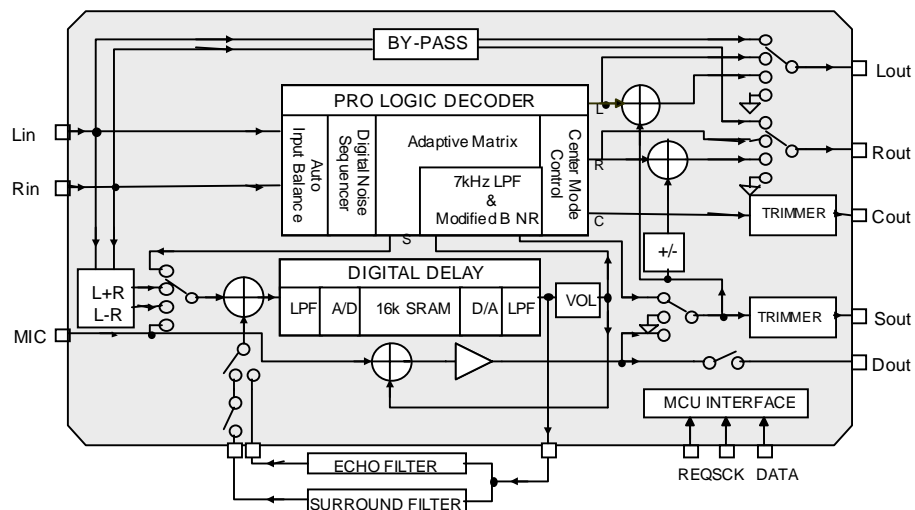 BY-PASS
Lout
PRO LOGIC DECODER
L
Lin
Auto
Input Balance
Digital Noise
Sequencer
Adaptive Matrix
Center Mode
Control
R
Rout
Rin
7kHz LPF
&
Modified B NR
C
TRIMMER
Cout
S
+/-
L+R
L-R
DIGITAL DELAY
LPF
A/D
16k SRAM
D/A
LPF
VOL
TRIMMER
Sout
MIC
Dout
MCU INTERFACE
ECHO FILTER
REQSCK DATA
SURROUND FILTER